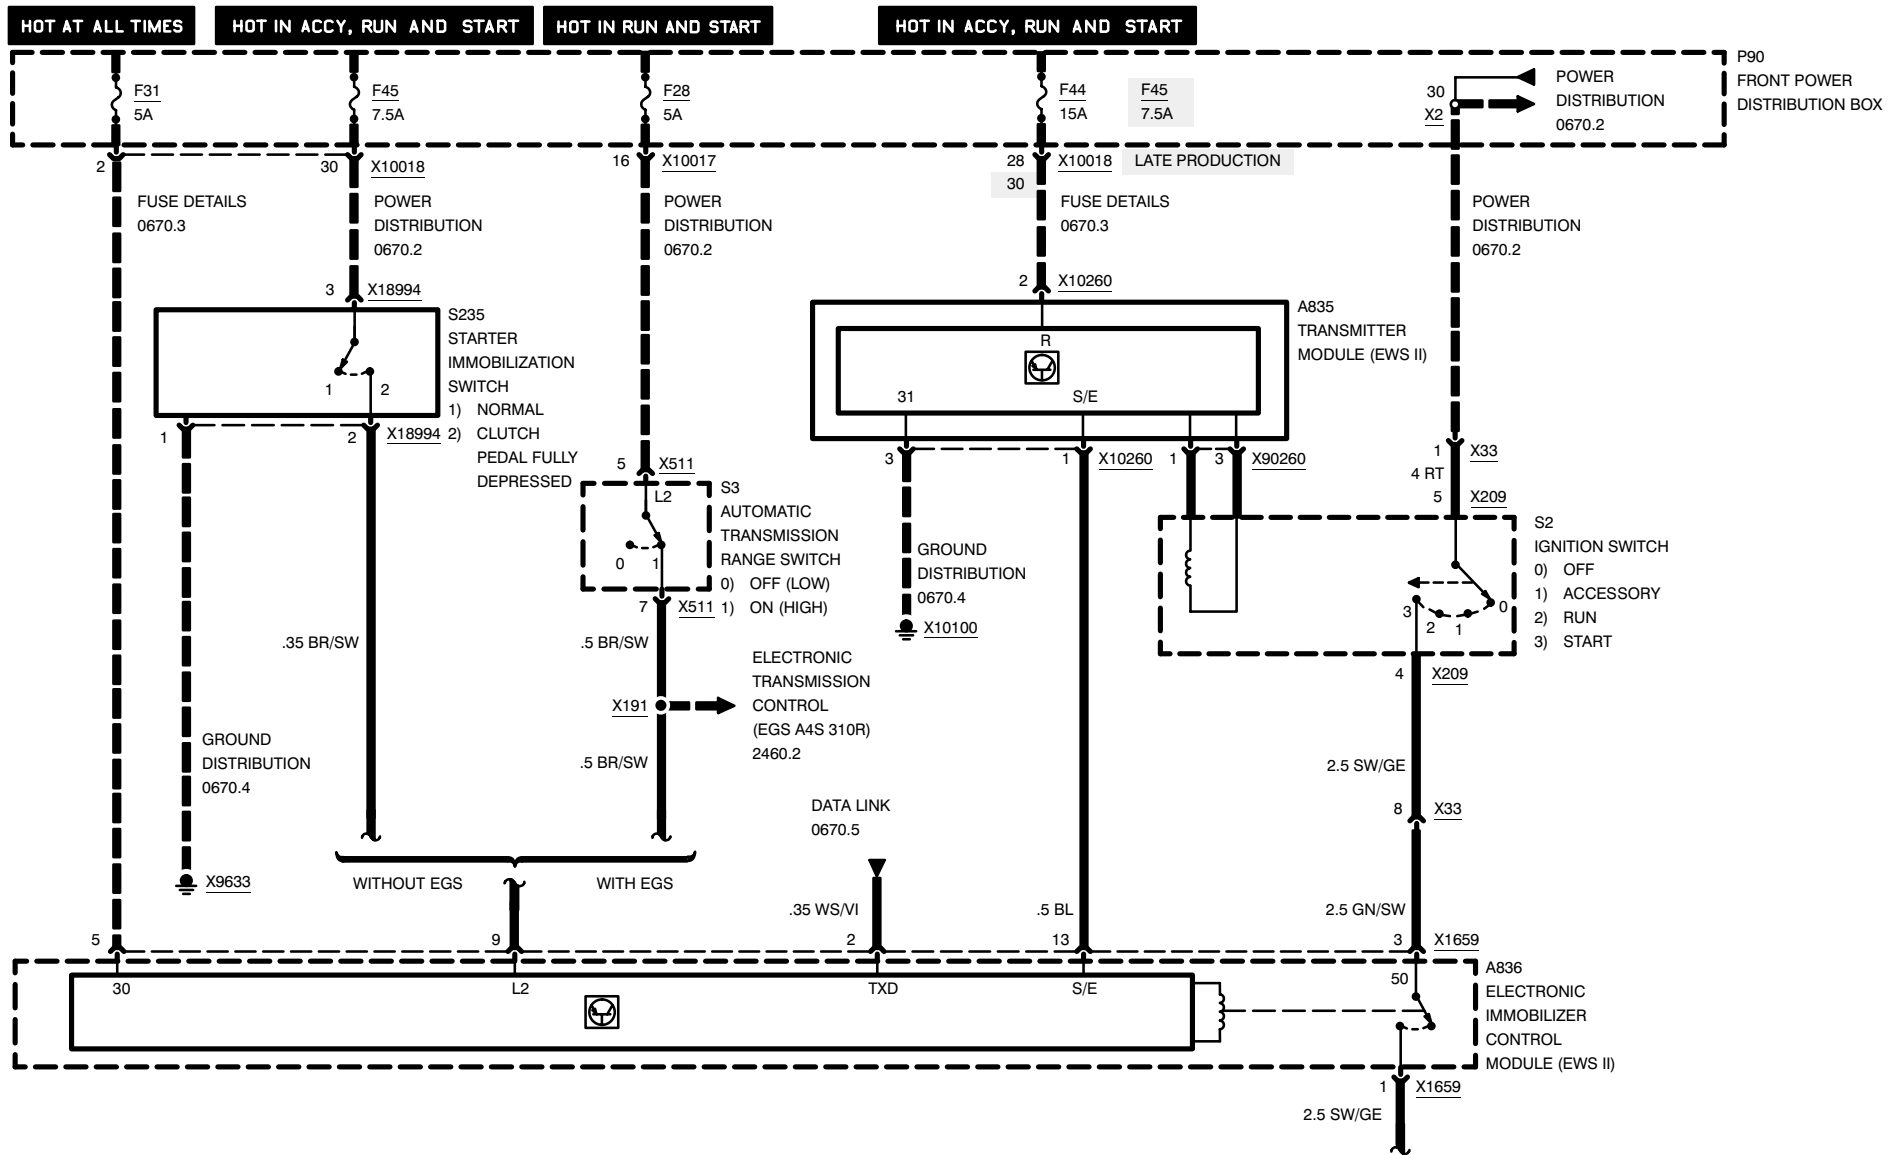 HOT AT ALL TIMES
HOT IN ACCY, RUN AND START
HOT IN RUN AND START
HOT IN ACCY, RUN AND START
F31
5A
F45
7.5A
F28
5A
F44
15A
F45
7.5A
30
X2
POWER
DISTRIBUTION
0670.2
P90
FRONT POWER
DISTRIBUTION BOX
2
30
X10018
16
X10017
28
X10018
LATE PRODUCTION
30
FUSE DETAILS
0670.3
POWER
DISTRIBUTION
0670.2
POWER
DISTRIBUTION
0670.2
FUSE DETAILS
0670.3
POWER
DISTRIBUTION
0670.2
3
X18994
2
X10260
S235
STARTER
IMMOBILIZATION
SWITCH
1) NORMAL
2) CLUTCH
PEDAL FULLY
DEPRESSED
1
2
1
2
X18994
A835
TRANSMITTER
MODULE (EWS II)
R
31
S/E
3
1
X10260
1
3
X90260
1
X33
4 RT
5
X209
5
X511
L2
0
1
S3
AUTOMATIC
TRANSMISSION
RANGE SWITCH
0) OFF (LOW)
1) ON (HIGH)
7
X511
GROUND
DISTRIBUTION
0670.4
X10100
S2
IGNITION SWITCH
0) OFF
1) ACCESSORY
2) RUN
3) START
3
2
1
0
4
X209
.35 BR/SW
.5 BR/SW
X191
ELECTRONIC
TRANSMISSION
CONTROL
(EGS A4S 310R)
2460.2
.5 BR/SW
GROUND
DISTRIBUTION
0670.4
X9633
2.5 SW/GE
8
X33
DATA LINK
0670.5
WITHOUT EGS
WITH EGS
.35 WS/VI
.5 BL
2.5 GN/SW
5
9
2
13
3
X1659
30
L2
TXD
S/E
50
A836
ELECTRONIC
IMMOBILIZER
CONTROL
MODULE (EWS II)
1
X1659
2.5 SW/GE